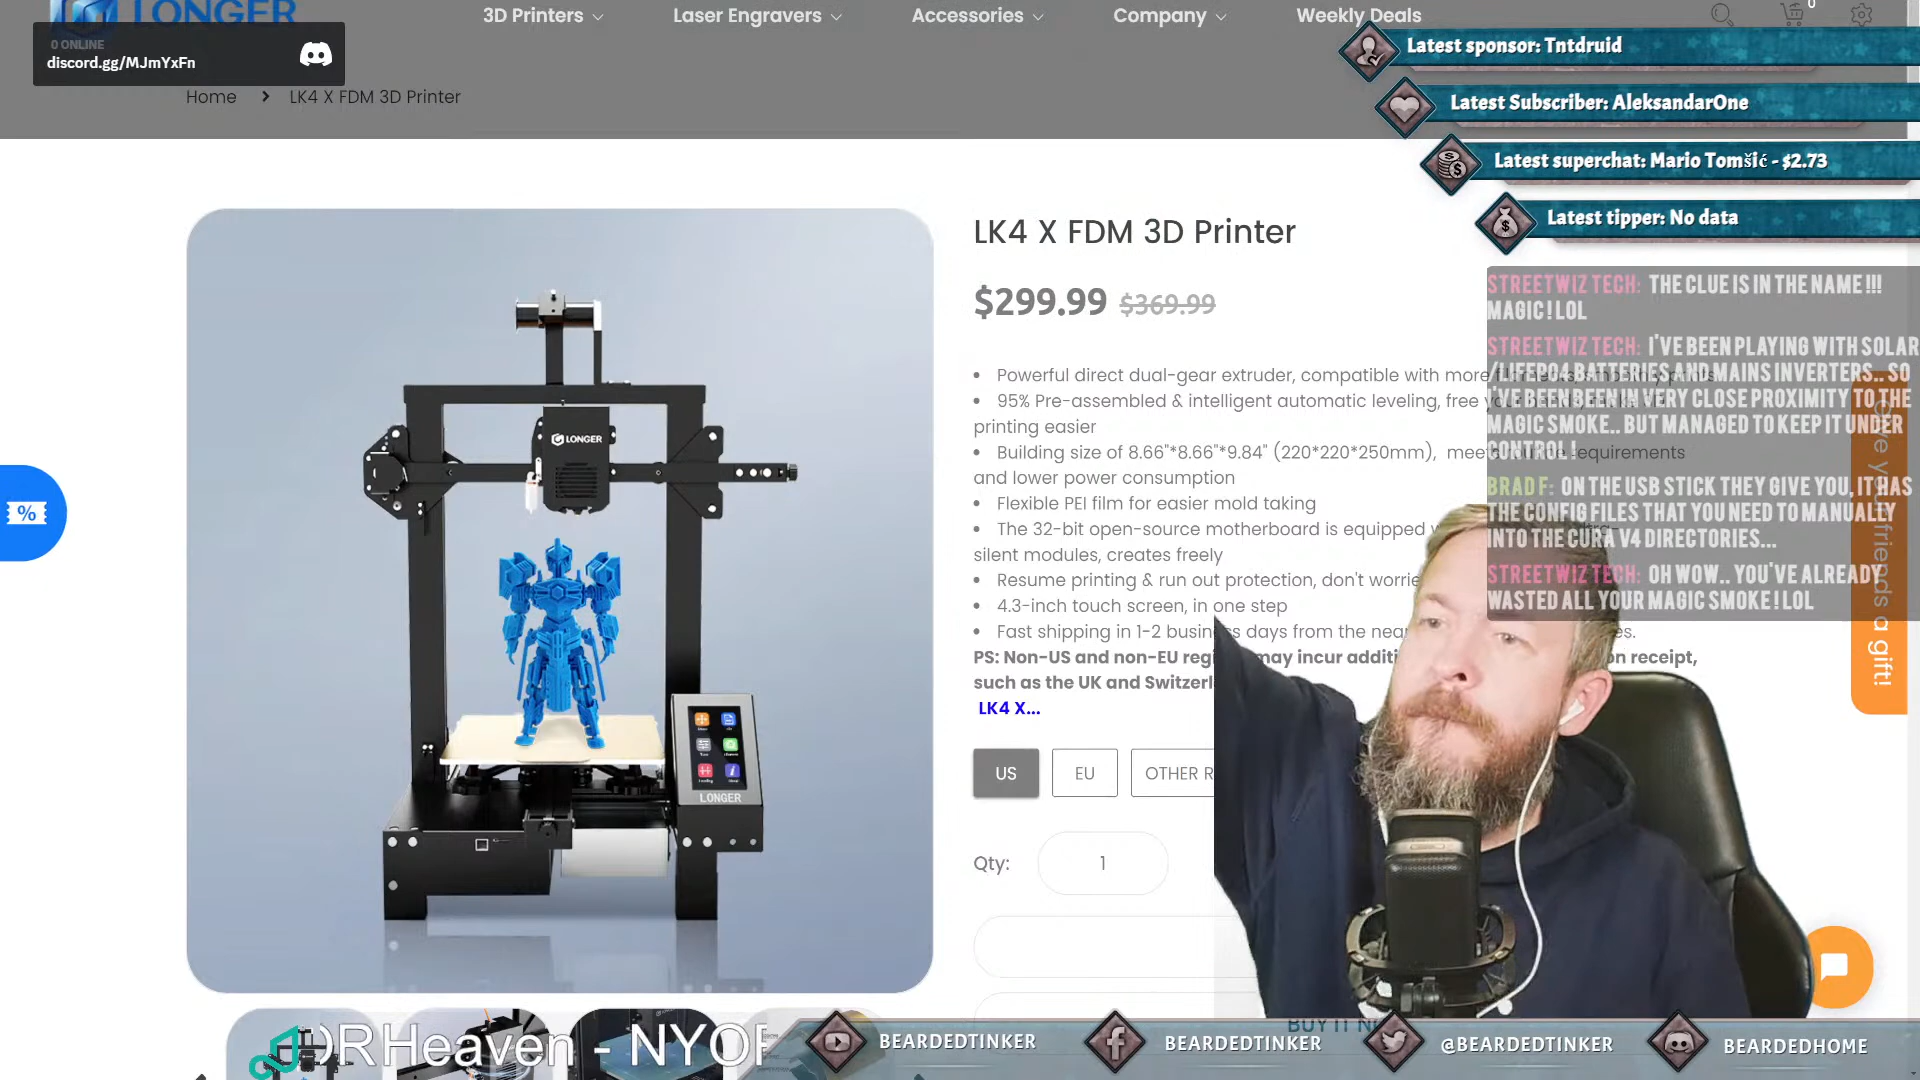 LONGER
3D Printers
Laser Engravers
Accessories
Company
Weekly Deals
0
0 ONLINE
discord.gg/MJmYxFn
Home > LK4 X FDM 3D Printer
Latest sponsor: Tntdruid
Latest Subscriber: AleksandarOne
Latest superchat: Mario Tomšić - $2.73
Latest tipper: No data
LK4 X FDM 3D Printer
$299.99 $369.99
• Powerful direct dual-gear extruder, compatible with more
• 95% Pre-assembled & intelligent automatic leveling, free
printing easier
• Building size of 8.66"*8.66"*9.84" (220*220*250mm), requirements
and lower power consumption
• Flexible PEI film for easier mold taking
• The 32-bit open-source motherboard is equipped
silent modules, creates freely
• Resume printing & run out protection, don't
• 4.3-inch touch screen, in one step
• Fast shipping in 1-2 business days from the
PS: Non-US and non-EU may incur on receipt,
such as the UK and
LK4 X...
US
EU
OTHER
Qty:
1
BUY IT
STREETWIZ TECH: THE CLUE IS IN THE NAME !!!
MAGIC ! LOL
STREETWIZ TECH: I'VE BEEN PLAYING WITH SOLAR
/LIFEPO4 BATTERIES AND MAINS INVERTERS.. SO
I'VE BEEN BEEN IN VERY CLOSE PROXIMITY TO THE
MAGIC SMOKE.. BUT MANAGED TO KEEP IT UNDER
CONTROL !
BRAD F: ON THE USB STICK THEY GIVE YOU, IT HAS
THE CONFIG FILES THAT YOU NEED TO MANUALLY
INTO THE CURA V4 DIRECTORIES...
STREETWIZ TECH: OH WOW.. YOU'VE ALREADY
WASTED ALL YOUR MAGIC SMOKE ! LOL
friends a gift!
%
LONGER
LONGER
DRHeaven - NYOR
BEARDEDTINKER
BEARDEDTINKER
@BEARDEDTINKER
BEARDEDHOME